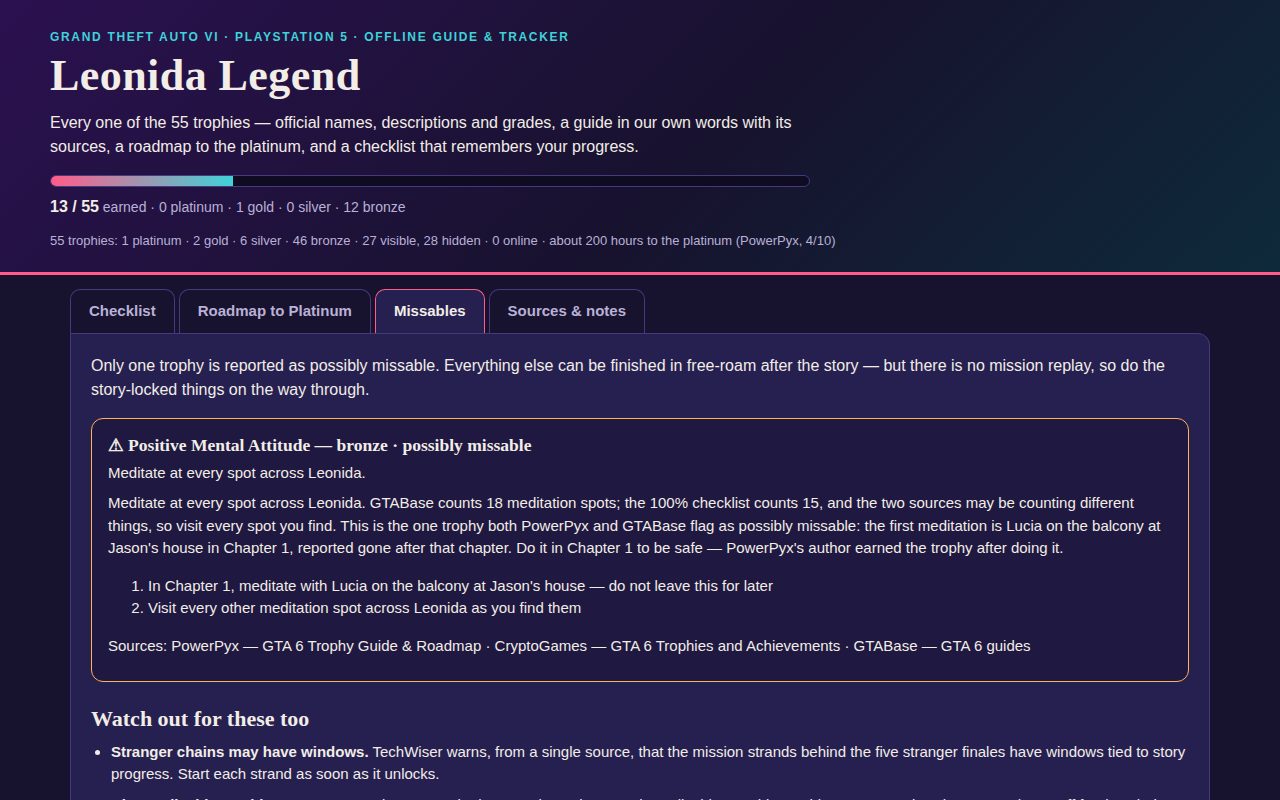 GRAND THEFT AUTO VI · PLAYSTATION 5 · OFFLINE GUIDE & TRACKER
Leonida Legend
Every one of the 55 trophies — official names, descriptions and grades, a guide in our own words with its
sources, a roadmap to the platinum, and a checklist that remembers your progress.
13 / 55 earned · 0 platinum · 1 gold · 0 silver · 12 bronze
55 trophies: 1 platinum · 2 gold · 6 silver · 46 bronze · 27 visible, 28 hidden · 0 online · about 200 hours to the platinum (PowerPyx, 4/10)
Checklist Roadmap to Platinum Missables Sources & notes
Only one trophy is reported as possibly missable. Everything else can be finished in free-roam after the story — but there is no mission replay, so do the
story-locked things on the way through.
⚠ Positive Mental Attitude — bronze · possibly missable
Meditate at every spot across Leonida.
Meditate at every spot across Leonida. GTABase counts 18 meditation spots; the 100% checklist counts 15, and the two sources may be counting different
things, so visit every spot you find. This is the one trophy both PowerPyx and GTABase flag as possibly missable: the first meditation is Lucia on the balcony at
Jason's house in Chapter 1, reported gone after that chapter. Do it in Chapter 1 to be safe — PowerPyx's author earned the trophy after doing it.
1. In Chapter 1, meditate with Lucia on the balcony at Jason's house — do not leave this for later
2. Visit every other meditation spot across Leonida as you find them
Sources: PowerPyx — GTA 6 Trophy Guide & Roadmap · CryptoGames — GTA 6 Trophies and Achievements · GTABase — GTA 6 guides
Watch out for these too
• Stranger chains may have windows. TechWiser warns, from a single source, that the mission strands behind the five stranger finales have windows tied to story
progress. Start each strand as soon as it unlocks.